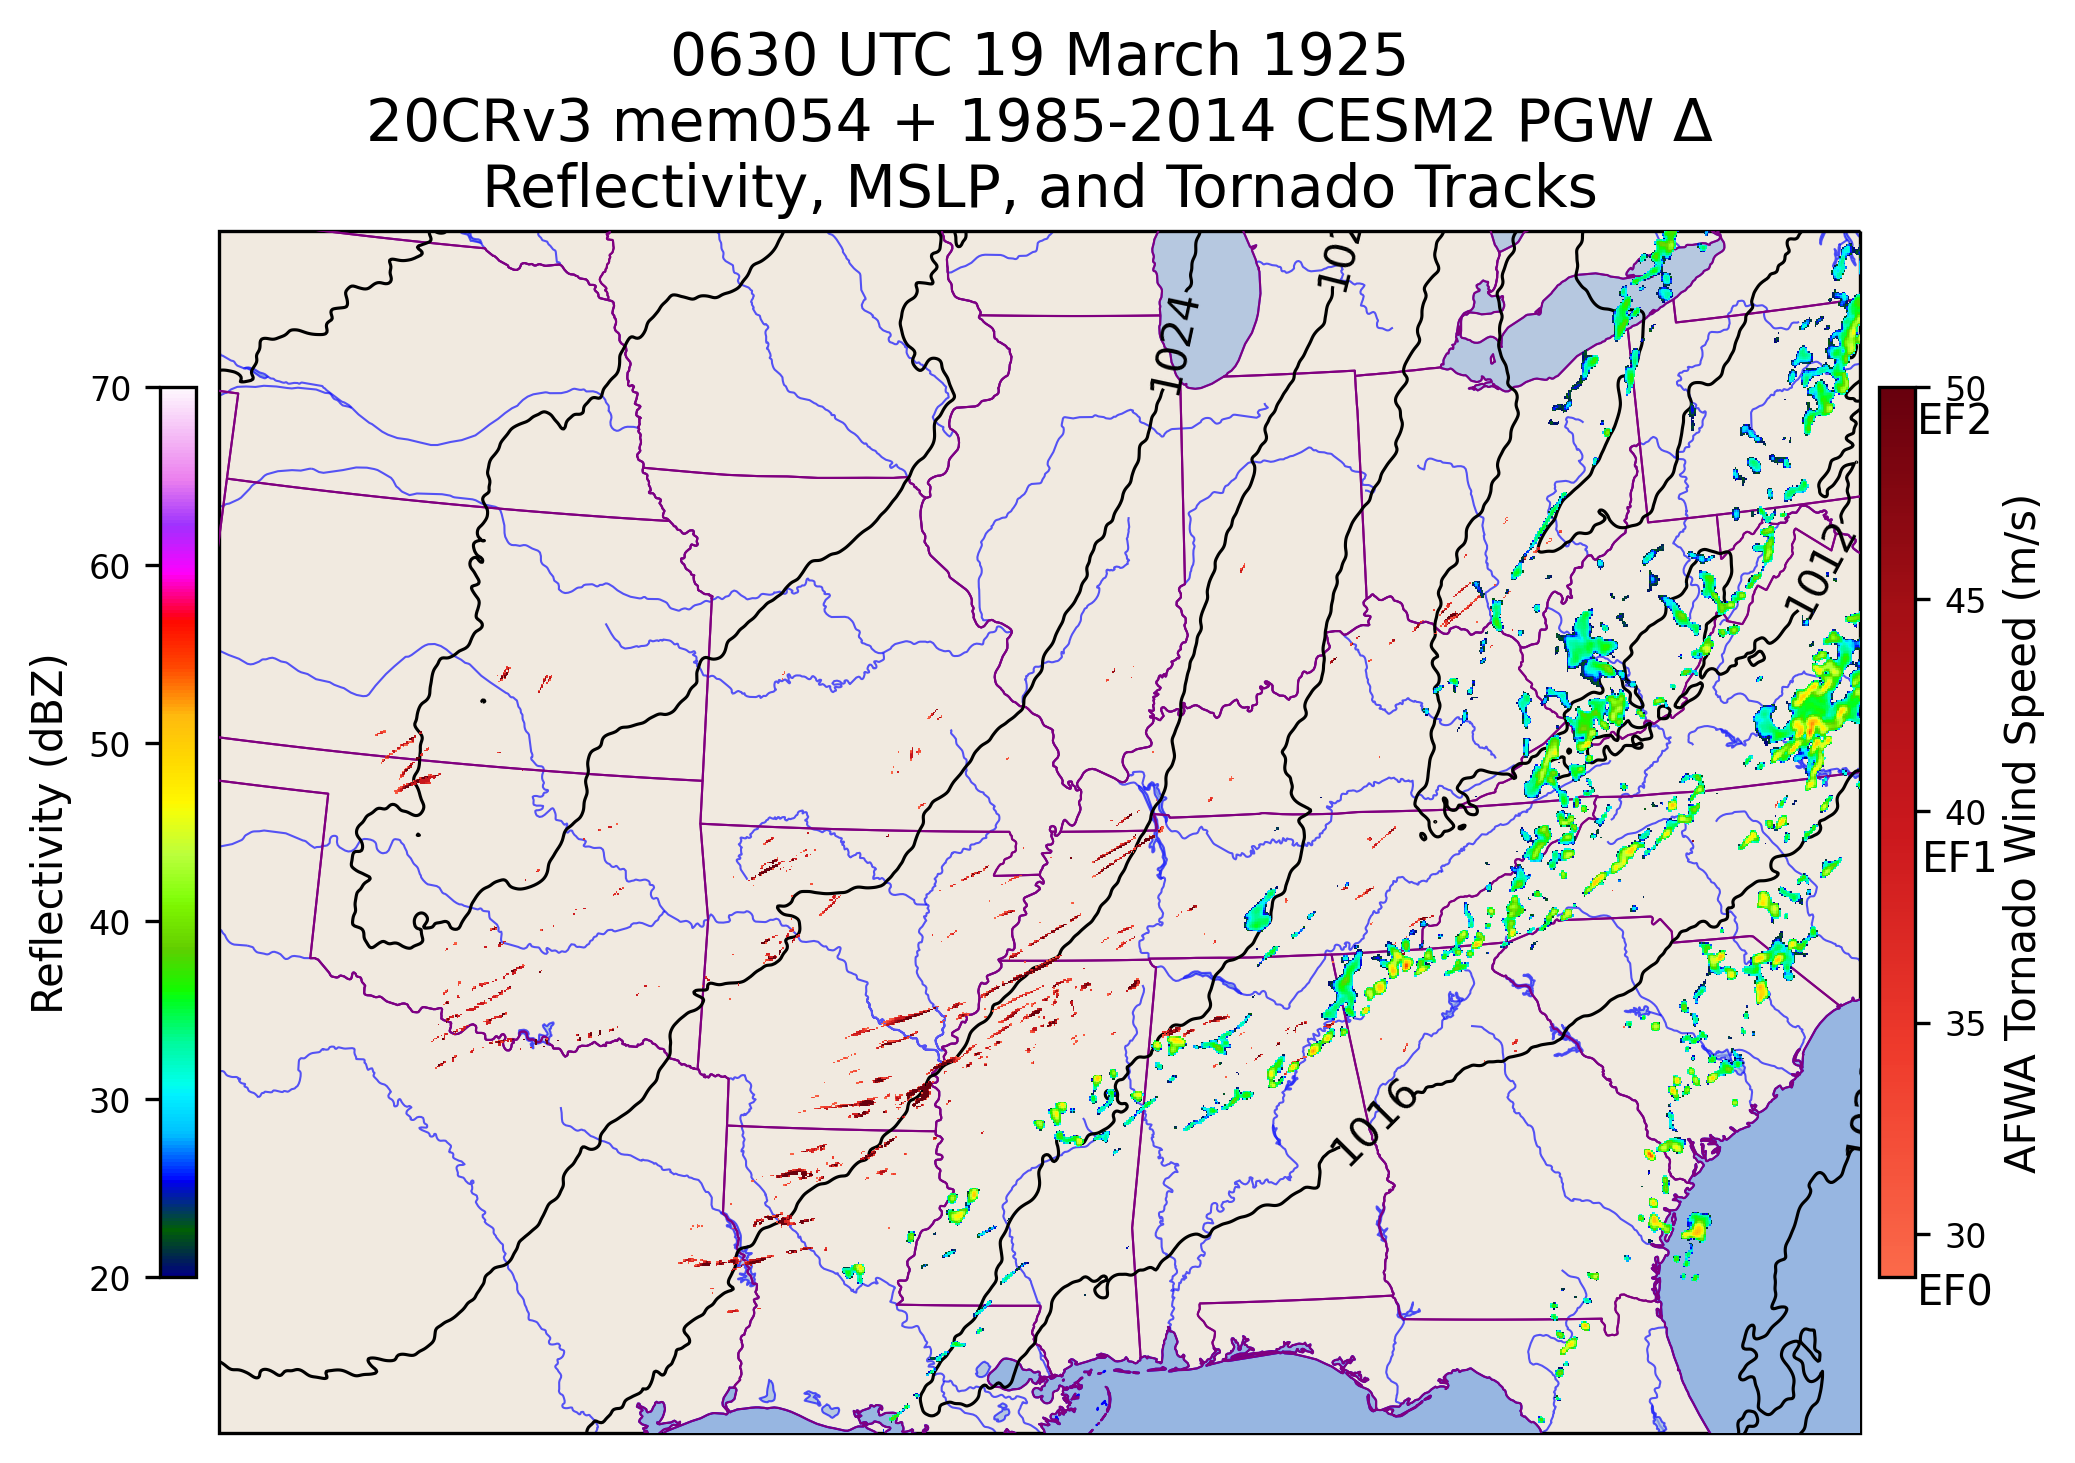 0630 UTC 19 March 1925
20CRv3 mem054 + 1985-2014 CESM2 PGW Δ
Reflectivity, MSLP, and Tornado Tracks
Reflectivity (dBZ)
70
60
50
40
30
20
1024
1012
1016
50
EF2
45
40
EF1
35
30
EF0
AFWA Tornado Wind Speed (m/s)